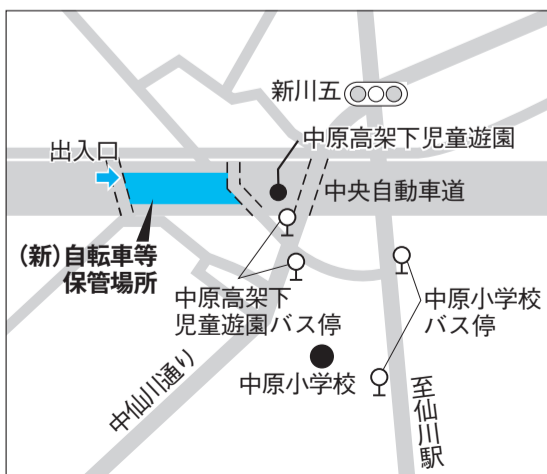 新川五
中原高架下児童遊園
出入口
中央自動車道
(新)自転車等
保管場所
中原高架下
児童遊園バス停
中原小学校
バス停
中原小学校
中仙川通り
至仙川駅